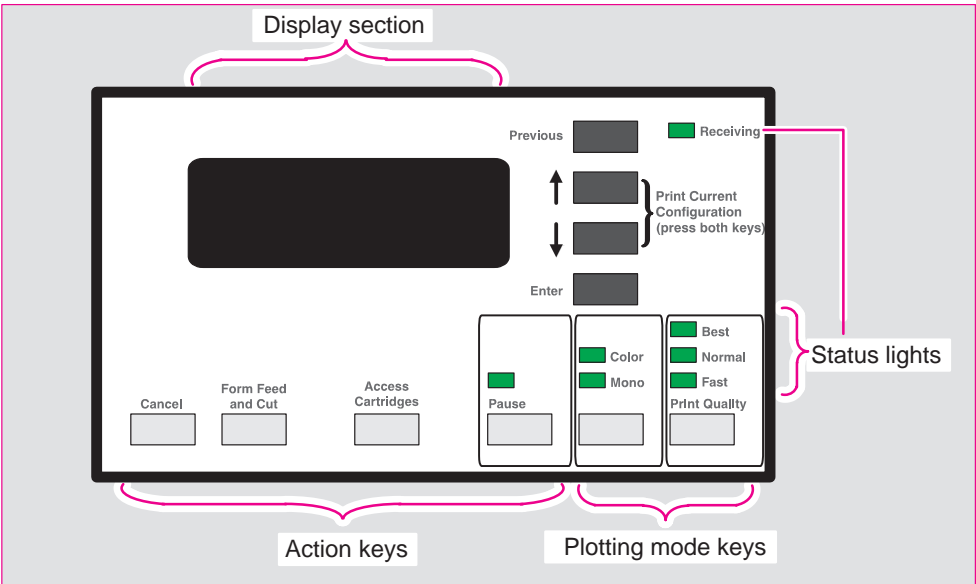 Display section
Previous
Receiving
Print Current
Configuration
(press both keys)
Enter
Best
Normal
Fast
Color
Mono
Status lights
Cancel
Form Feed
and Cut
Access
Cartridges
Pause
Print Quality
Action keys
Plotting mode keys